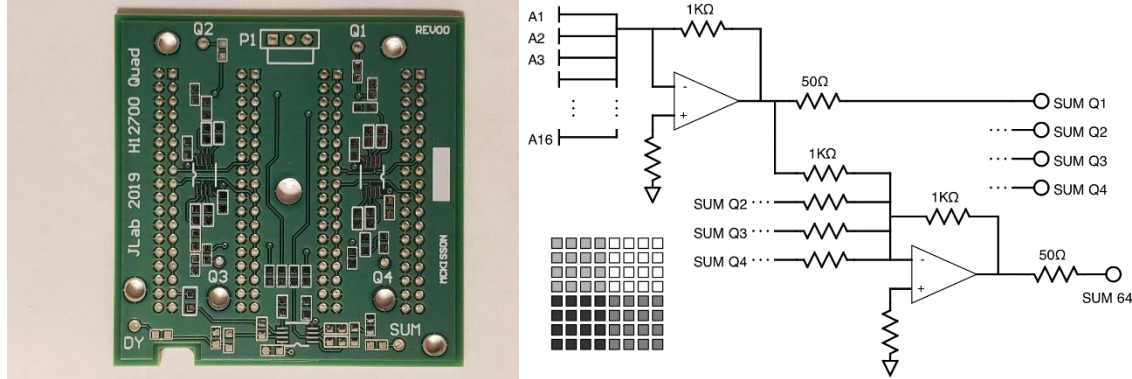 Q2
P1
Q1
REV00
JLab 2019 H12700 Quad
MCKISSON
Q3
Q4
DY
SUM
A1
A2
A3
A16
1KΩ
-
+
50Ω
SUM Q1
SUM Q2
SUM Q3
SUM Q4
1KΩ
SUM Q2
SUM Q3
SUM Q4
1KΩ
-
+
50Ω
SUM 64